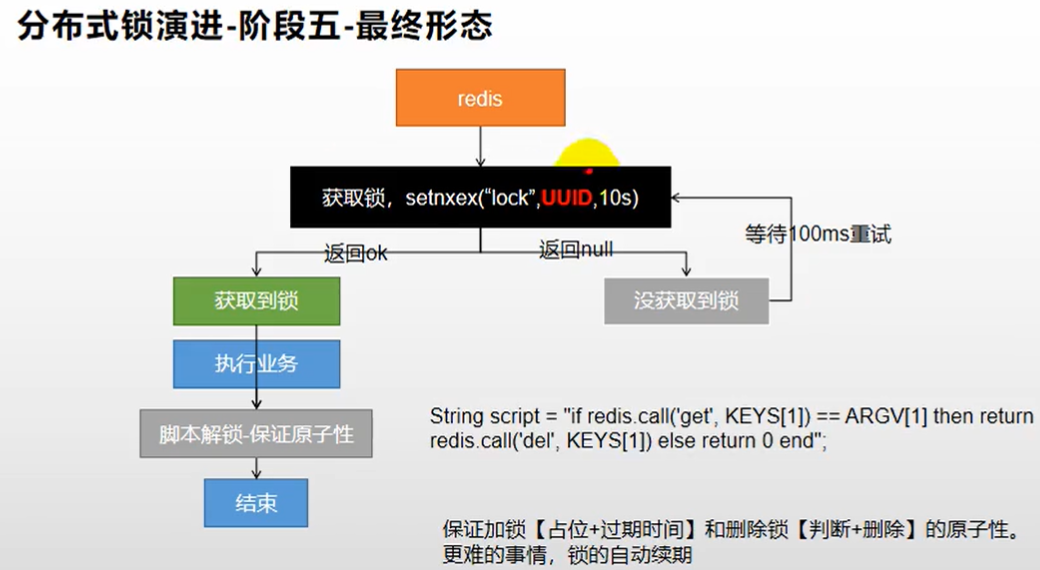 分布式锁演进-阶段五-最终形态
redis
获取锁，setnxex(“lock”,UUID,10s)
等待100ms重试
返回ok
返回null
获取到锁
没获取到锁
执行业务
脚本解锁-保证原子性
String script = "if redis.call('get', KEYS[1]) == ARGV[1] then return
redis.call('del', KEYS[1]) else return 0 end";
结束
保证加锁【占位+过期时间】和删除锁【判断+删除】的原子性。
更难的事情，锁的自动续期